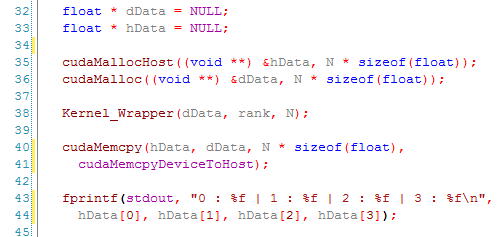 32 float * dData = NULL;
33 float * hData = NULL;
34
35 cudaMallocHost((void **) &hData, N * sizeof(float));
36 cudaMalloc((void **) &dData, N * sizeof(float));
37
38 Kernel_Wrapper(dData, rank, N);
39
40 cudaMemcpy(hData, dData, N * sizeof(float),
41 cudaMemcpyDeviceToHost);
42
43 fprintf(stdout, "0 : %f | 1 : %f | 2 : %f | 3 : %f\n",
44 hData[0], hData[1], hData[2], hData[3]);
45